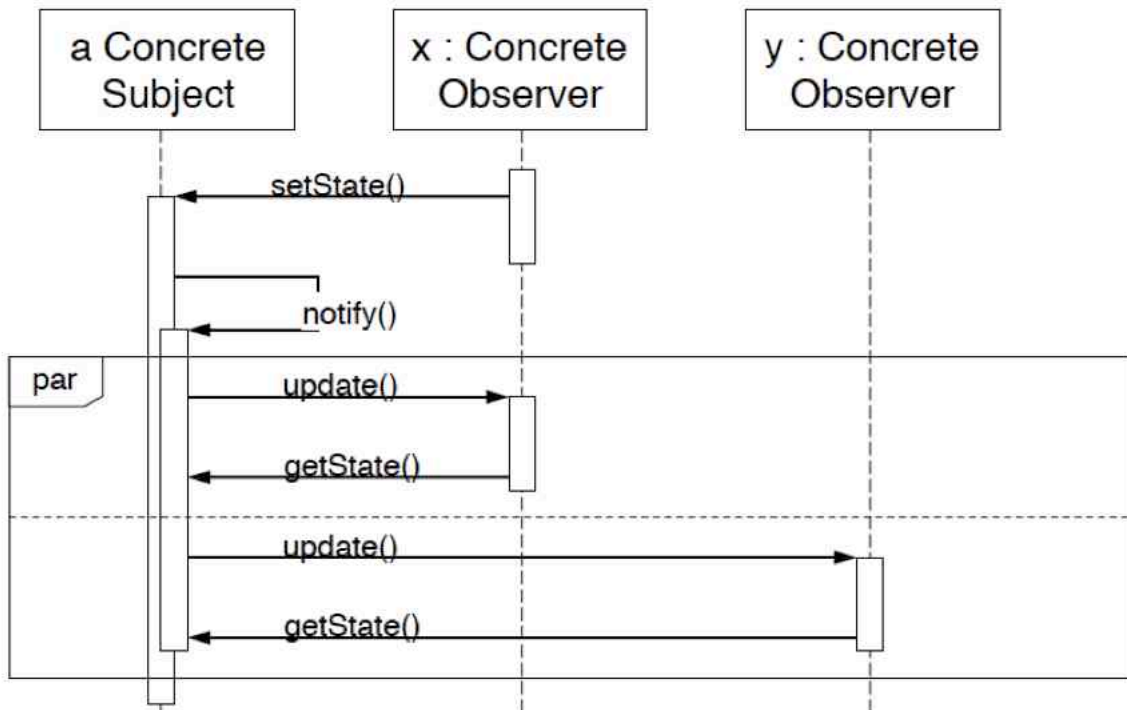 a Concrete
Subject
x : Concrete
Observer
y : Concrete
Observer
setState()
notify()
par
update()
getState()
update()
getState()